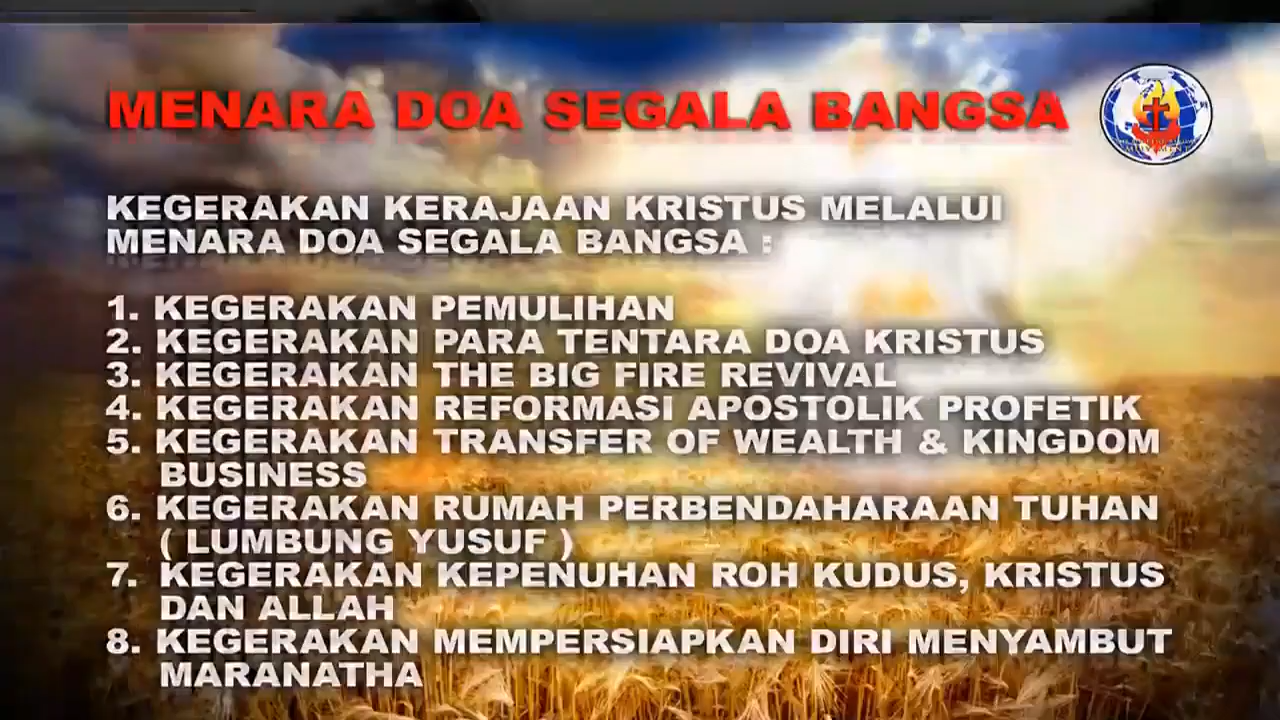 MENARA DOA SEGALA BANGSA
KEGERAKAN KERAJAAN KRISTUS MELALUI
MENARA DOA SEGALA BANGSA :
1. KEGERAKAN PEMULIHAN
2. KEGERAKAN PARA TENTARA DOA KRISTUS
3. KEGERAKAN THE BIG FIRE REVIVAL
4. KEGERAKAN REFORMASI APOSTOLIK PROFETIK
5. KEGERAKAN TRANSFER OF WEALTH & KINGDOM
BUSINESS
6. KEGERAKAN RUMAH PERBENDAHARAAN TUHAN
( LUMBUNG YUSUF )
7. KEGERAKAN KEPENUHAN ROH KUDUS, KRISTUS
DAN ALLAH
8. KEGERAKAN MEMPERSIAPKAN DIRI MENYAMBUT
MARANATHA